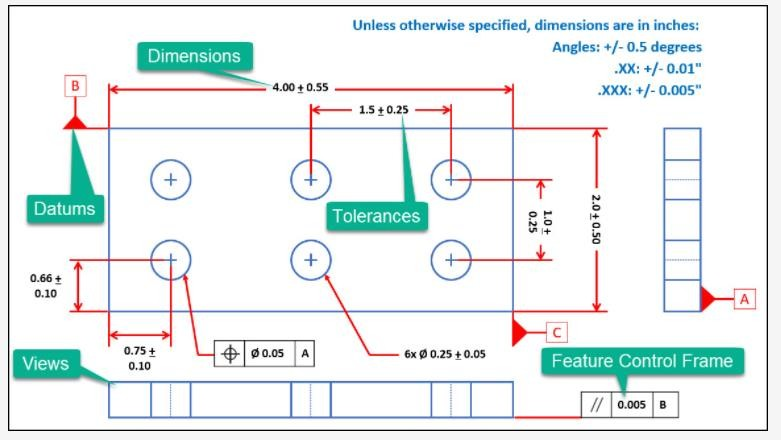 Unless otherwise specified, dimensions are in inches:
Angles: +/- 0.5 degrees
.XX: +/- 0.01"
.XXX: +/- 0.005"
Dimensions
B
4.00 ± 0.55
1.5 ± 0.25
Datums
Tolerances
1.0 ±
0.25
2.0 ± 0.50
0.66 ±
0.10
A
C
0.75 ±
0.10
Ø 0.05 A
6x Ø 0.25 ± 0.05
Views
Feature Control Frame
// 0.005 B